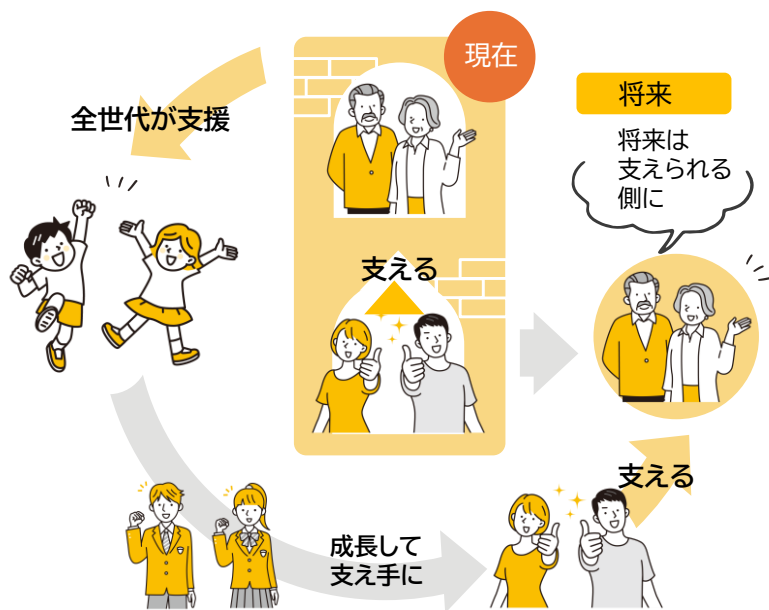 現在
全世代が支援
支える
将来
将来は
支えられる
側に
支える
成長して
支え手に